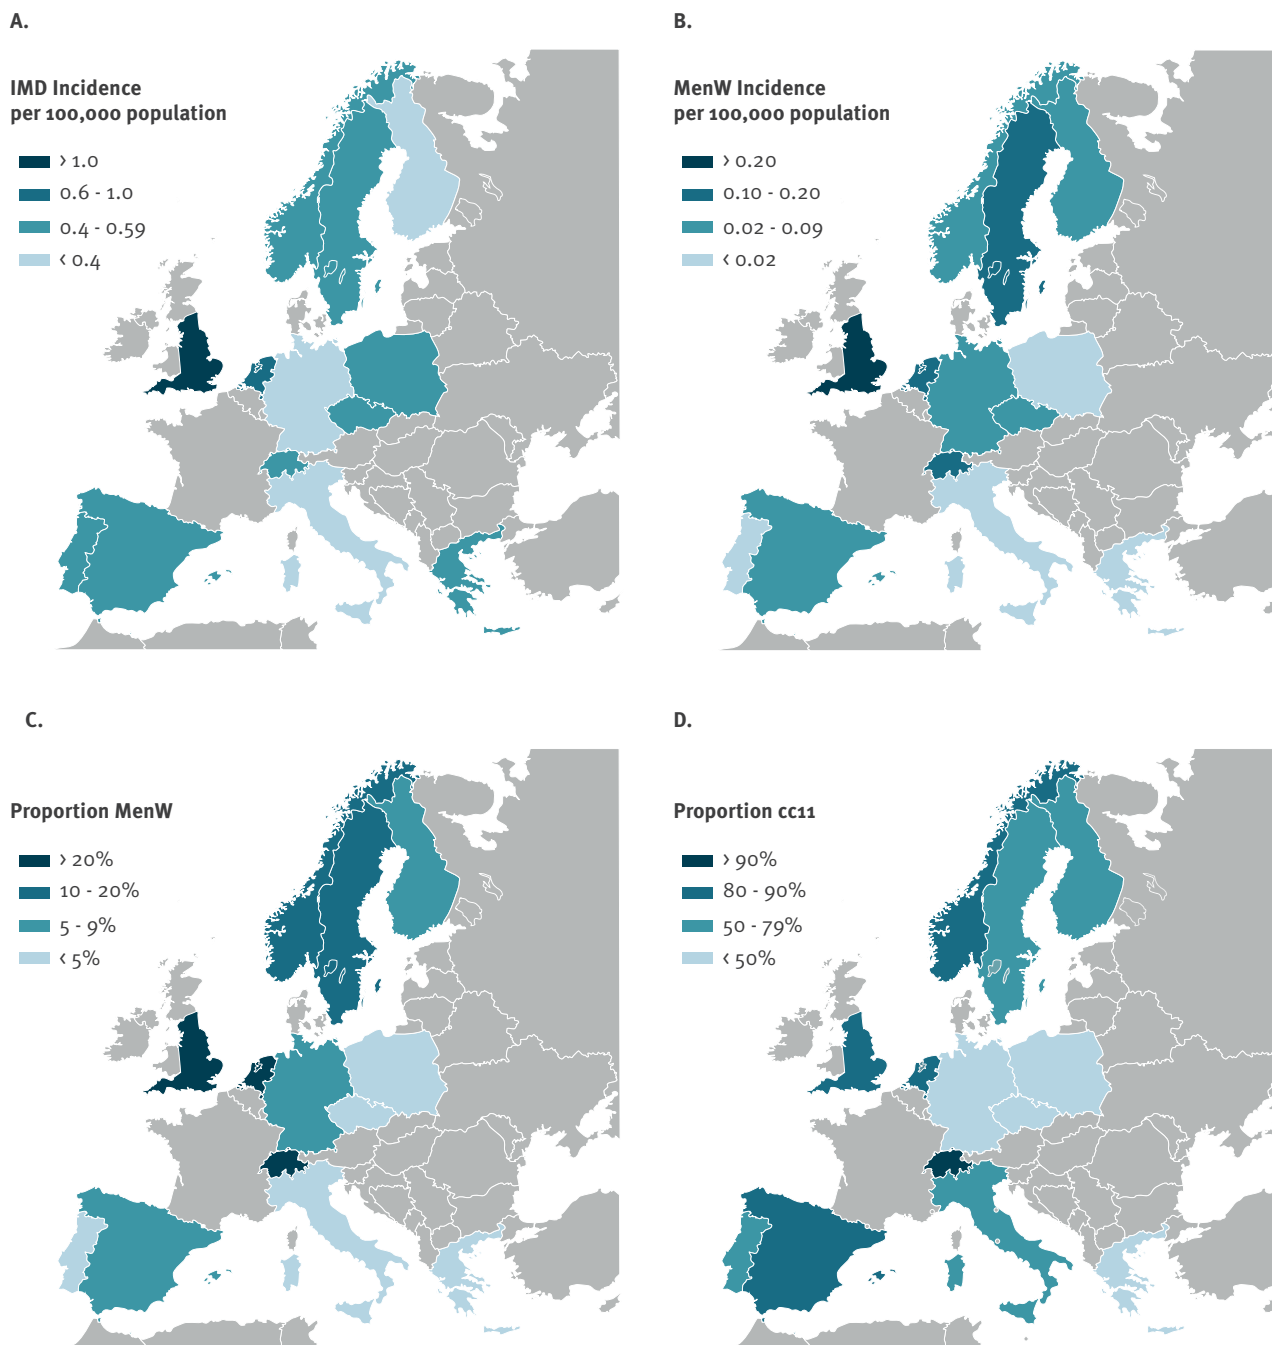 A.
IMD Incidence
per 100,000 population
> 1.0
0.6 - 1.0
0.4 - 0.59
< 0.4
B.
MenW Incidence
per 100,000 population
> 0.20
0.10 - 0.20
0.02 - 0.09
< 0.02
C.
Proportion MenW
> 20%
10 - 20%
5 - 9%
< 5%
D.
Proportion cc11
> 90%
80 - 90%
50 - 79%
< 50%